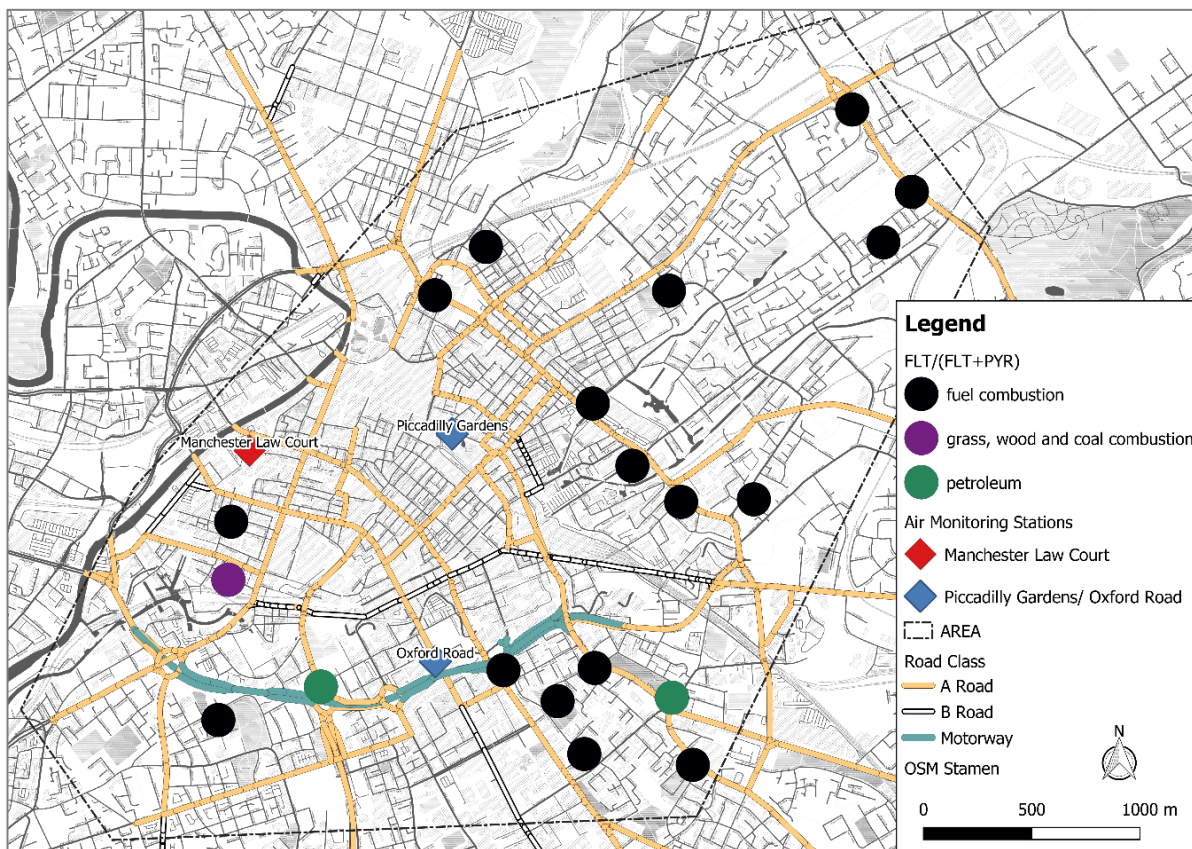 Piccadilly Gardens
Manchester Law Court
Oxford Road
Legend
FLT/(FLT+PYR)
fuel combustion
grass, wood and coal combustion
petroleum
Air Monitoring Stations
Manchester Law Court
Piccadilly Gardens/ Oxford Road
AREA
Road Class
A Road
B Road
Motorway
OSM Stamen
N
0 500 1000 m